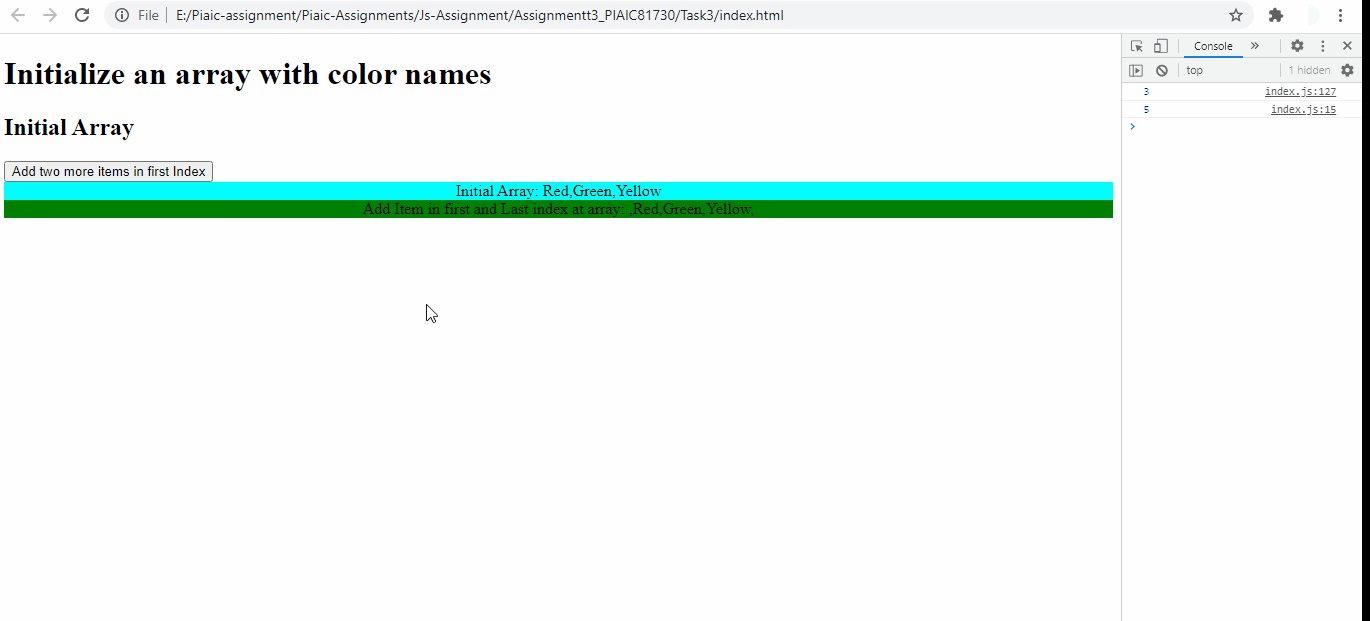 File E:/Piaic-assignment/Piaic-Assignments/Js-Assignment/Assignmentt3_PIAIC81730/Task3/index.html
Initialize an array with color names
Initial Array
Add two more items in first Index
Initial Array: Red,Green,Yellow
Add Item in first and Last index at array: ,Red,Green,Yellow,
Console »
top 1 hidden
3 index.js:127
5 index.js:15